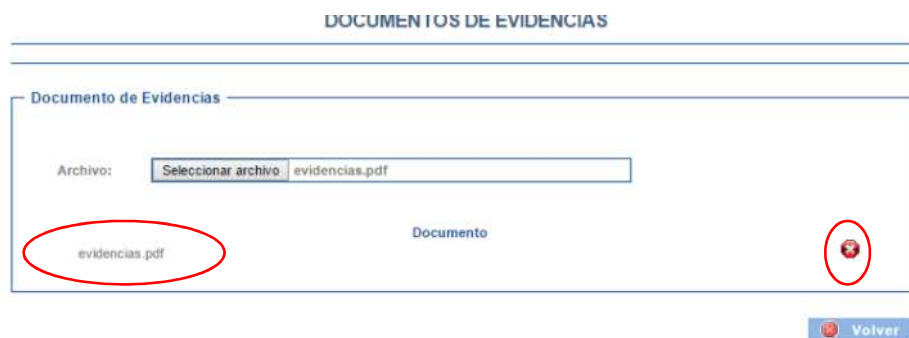 DOCUMENTOS DE EVIDENCIAS
Documento de Evidencias
Archivo: Seleccionar archivo evidencias.pdf
Documento
evidencias.pdf
Volver